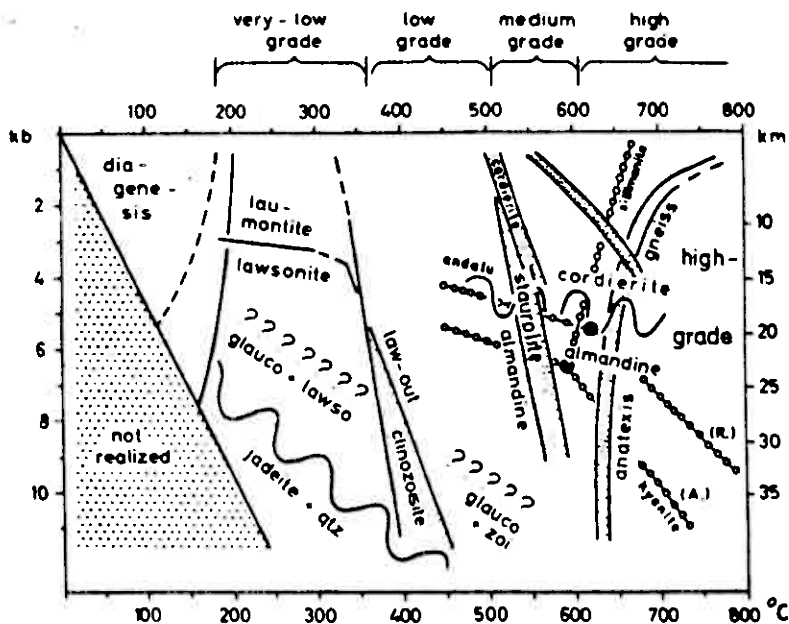 very - low grade
low grade
medium grade
high grade
100 200 300 400 500 600 700 800
kb
km
dia-
gene-
sis
lau-
montite
lawsonite
? ? ? ? ? ? ?
glauco + lawso
jadeite + qtz
not
realized
law-out
clinozoisite
? ? ? ? ?
glauco
+ zoi
andalu
cordierite
staurolite
almandine
sillimanite
gneiss
cordierite
almandine
anatexis
high-
grade
(R.)
(A.)
kyanite
2
4
6
8
10
10
15
20
25
30
35
100 200 300 400 500 600 700 800
°C